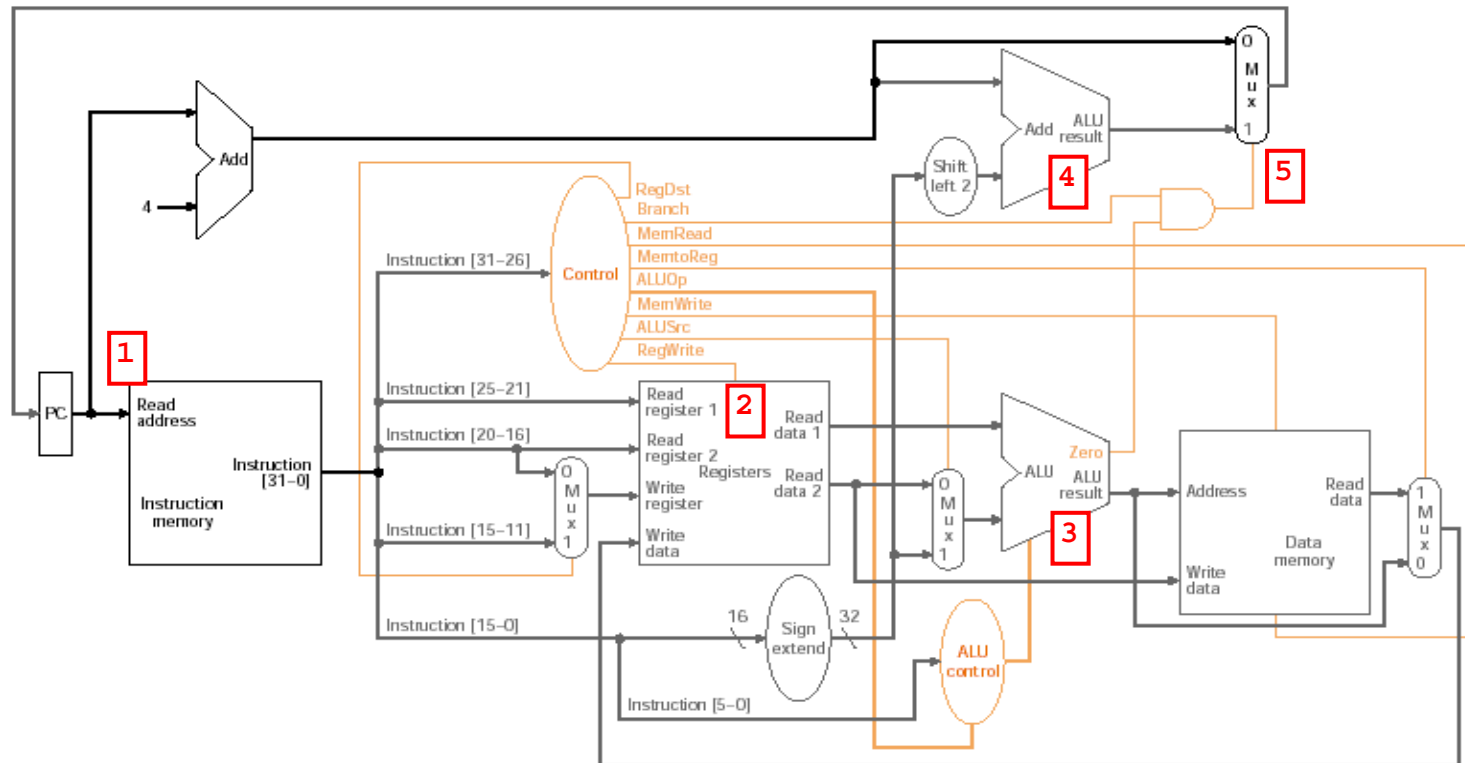 0
M
u
x
1
Add
ALU
result
4
5
Add
4
Shift
left 2
RegDst
Branch
MemRead
MemtoReg
ALUOp
MemWrite
ALUSrc
RegWrite
Control
Instruction [31–26]
1
PC
Read
address
Instruction
[31–0]
Instruction
memory
Instruction [25–21]
Instruction [20–16]
Instruction [15–11]
0
M
u
x
1
2
Read
register 1
Read
register 2
Write
register
Write
data
Registers
Read
data 1
Read
data 2
0
M
u
x
1
Zero
ALU
ALU
result
3
Address
Write
data
Read
data
Data
memory
1
M
u
x
0
Instruction [15–0]
16
Sign
extend
32
ALU
control
Instruction [5–0]